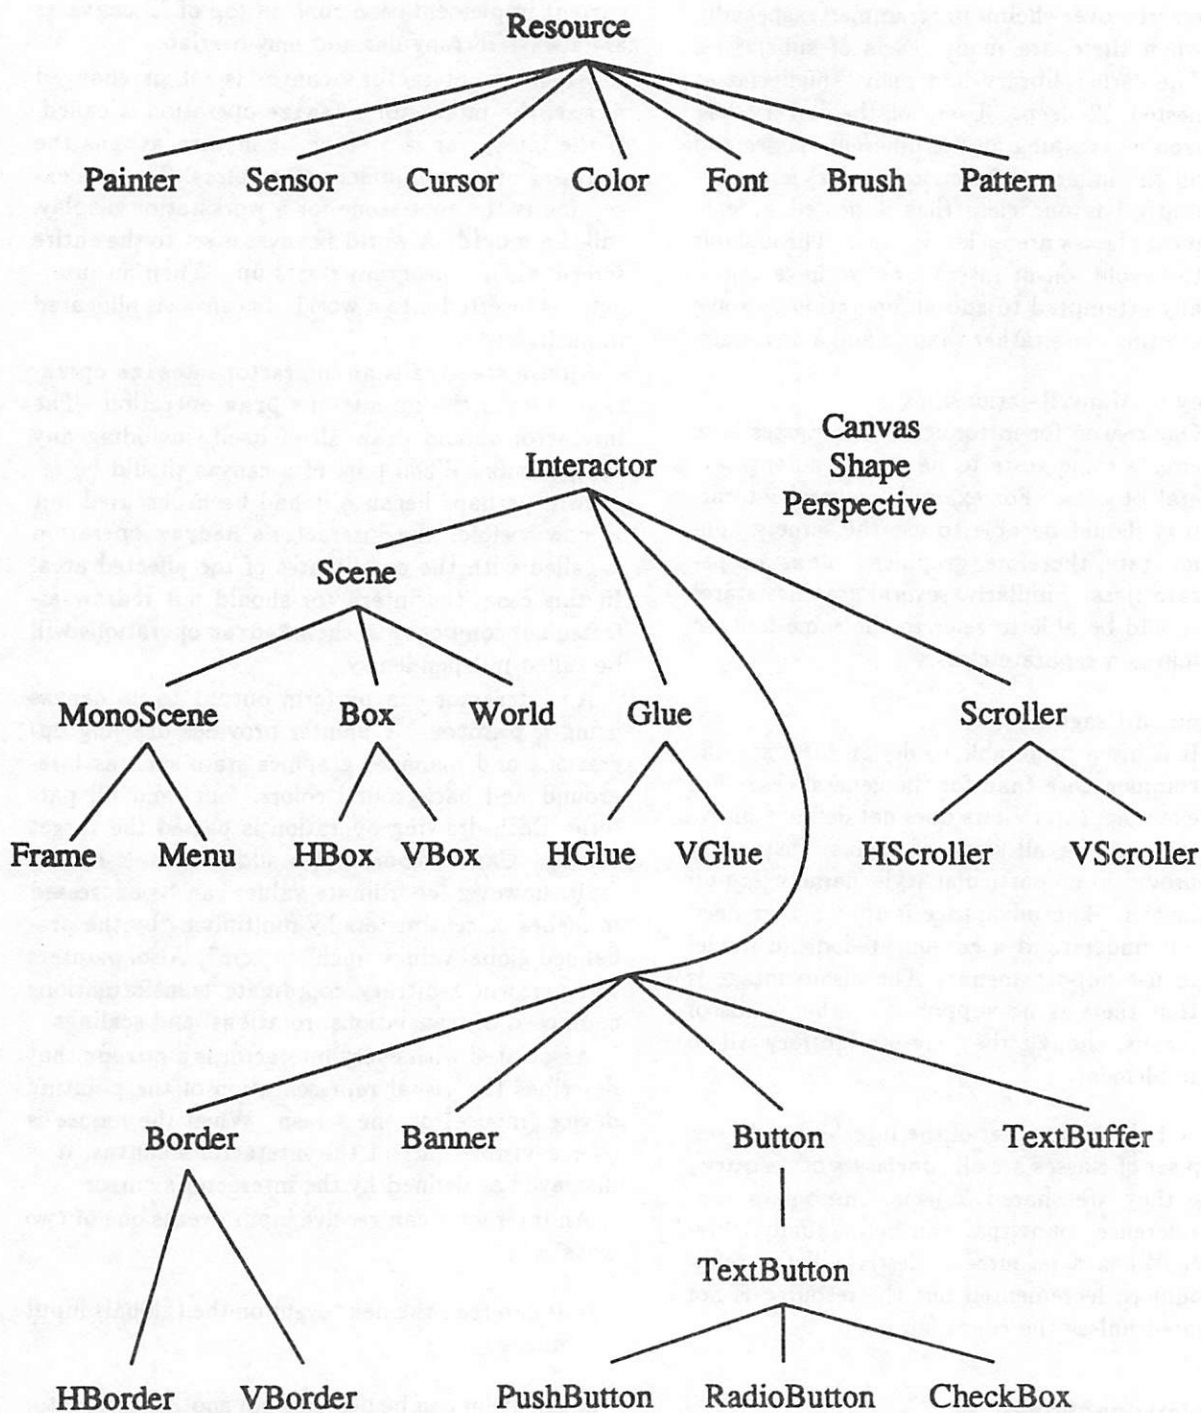 Resource
Painter Sensor Cursor Color Font Brush Pattern
Canvas
Interactor Shape
Perspective
Scene
MonoScene Box World Glue Scroller
Frame Menu HBox VBox HGlue VGlue HScroller VScroller
Border Banner Button TextBuffer
TextButton
HBorder VBorder PushButton RadioButton CheckBox